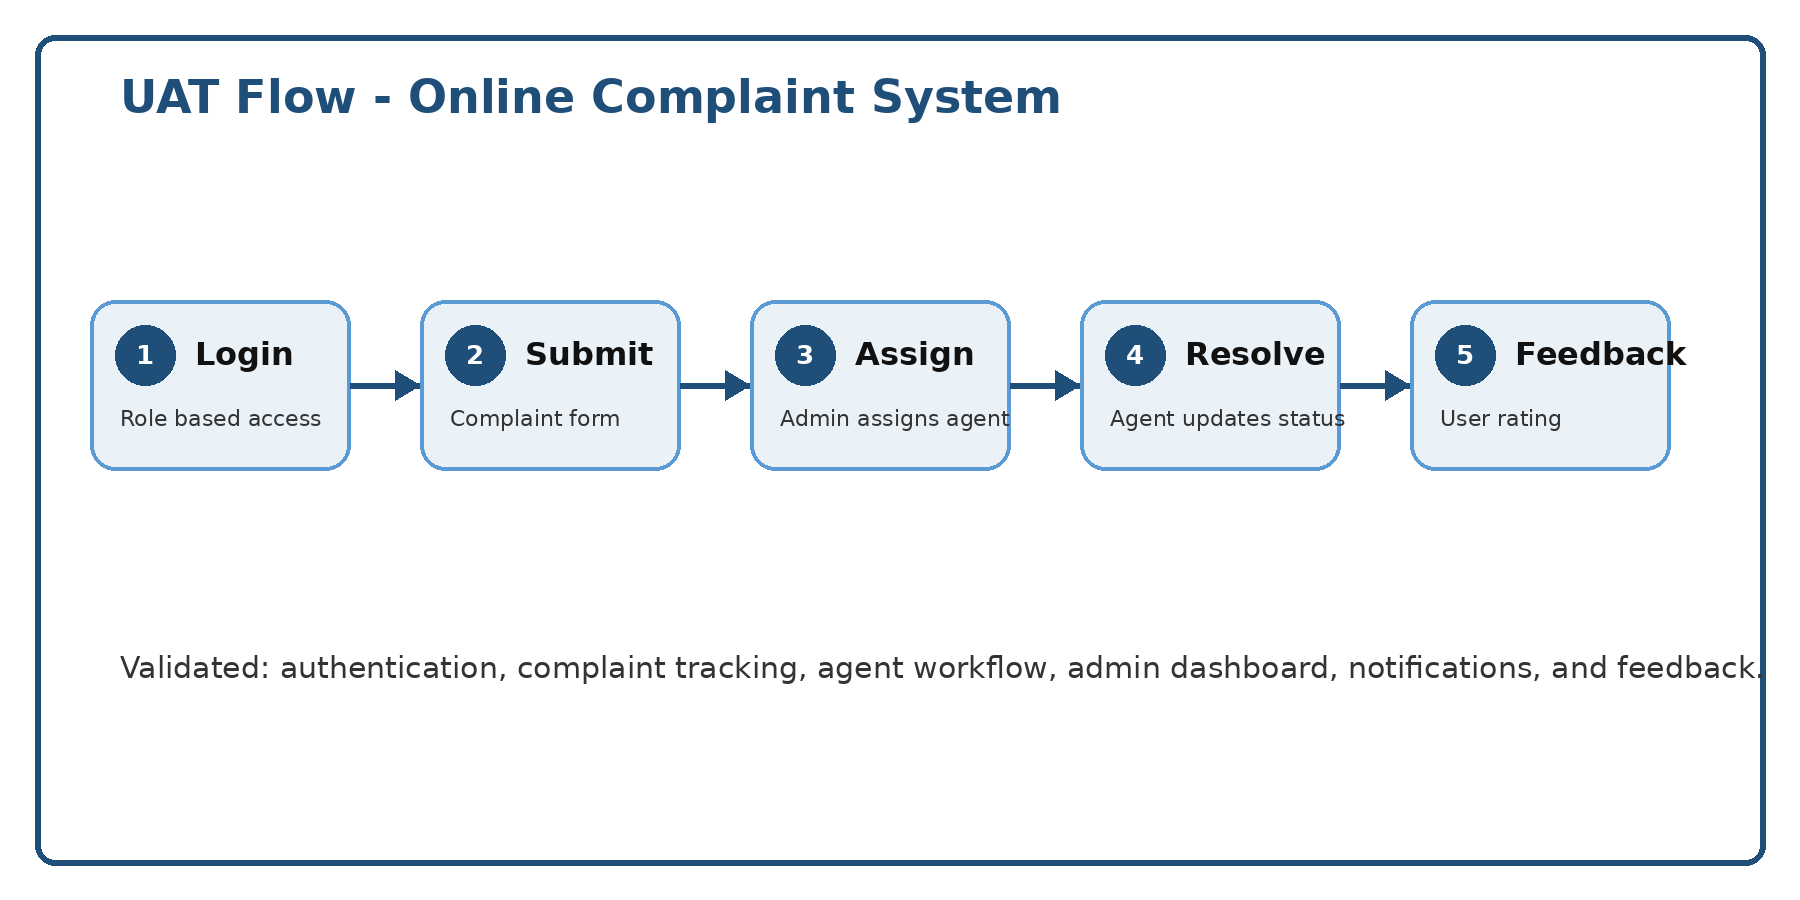 UAT Flow - Online Complaint System
1 Login
Role based access
2 Submit
Complaint form
3 Assign
Admin assigns agent
4 Resolve
Agent updates status
5 Feedback
User rating
Validated: authentication, complaint tracking, agent workflow, admin dashboard, notifications, and feedback.